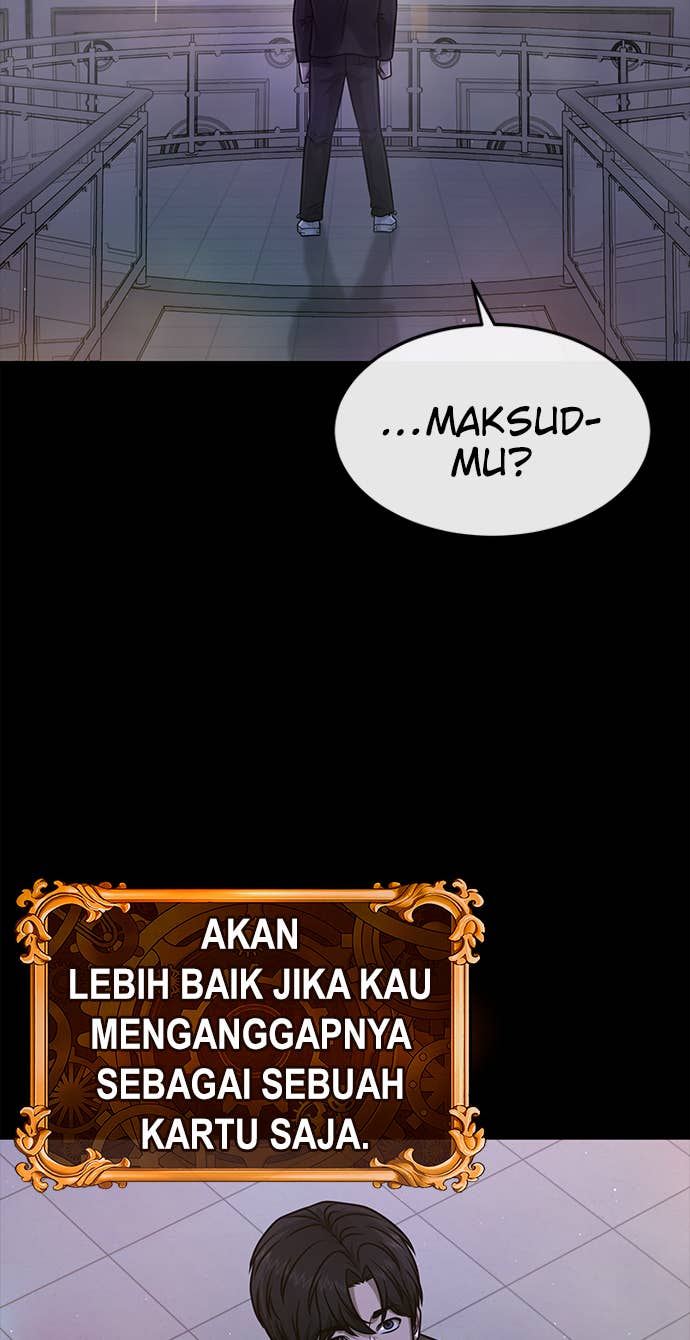 ...MAKSUD-
MU?
AKAN
LEBIH BAIK JIKA KAU
MENGANGGAPNYA
SEBAGAI SEBUAH
KARTU SAJA.